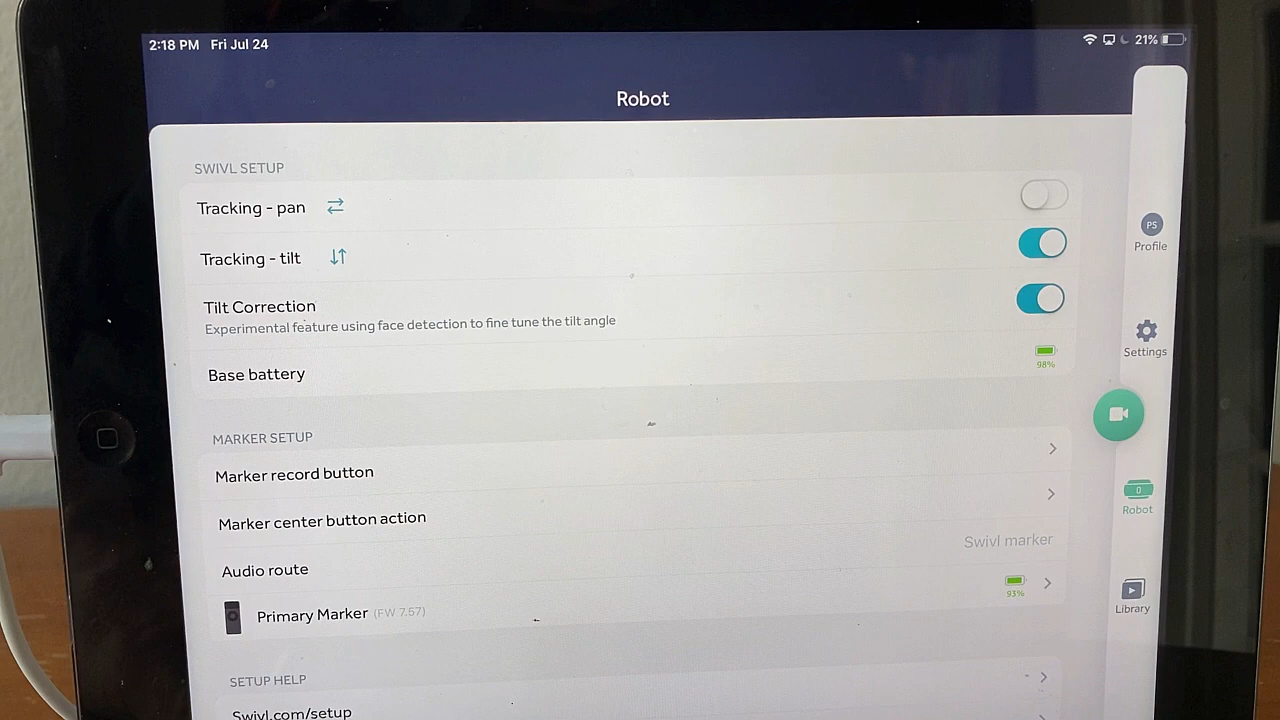 2:18 PM Fri Jul 24
21%
Robot
SWIVL SETUP
Tracking - pan
Tracking - tilt
Tilt Correction
Experimental feature using face detection to fine tune the tilt angle
Base battery
98%
MARKER SETUP
Marker record button
Marker center button action
Audio route
Swivl marker
Primary Marker (FW 7.57)
93%
SETUP HELP
Swivl.com/setup
PS
Profile
Settings
0
Robot
Library